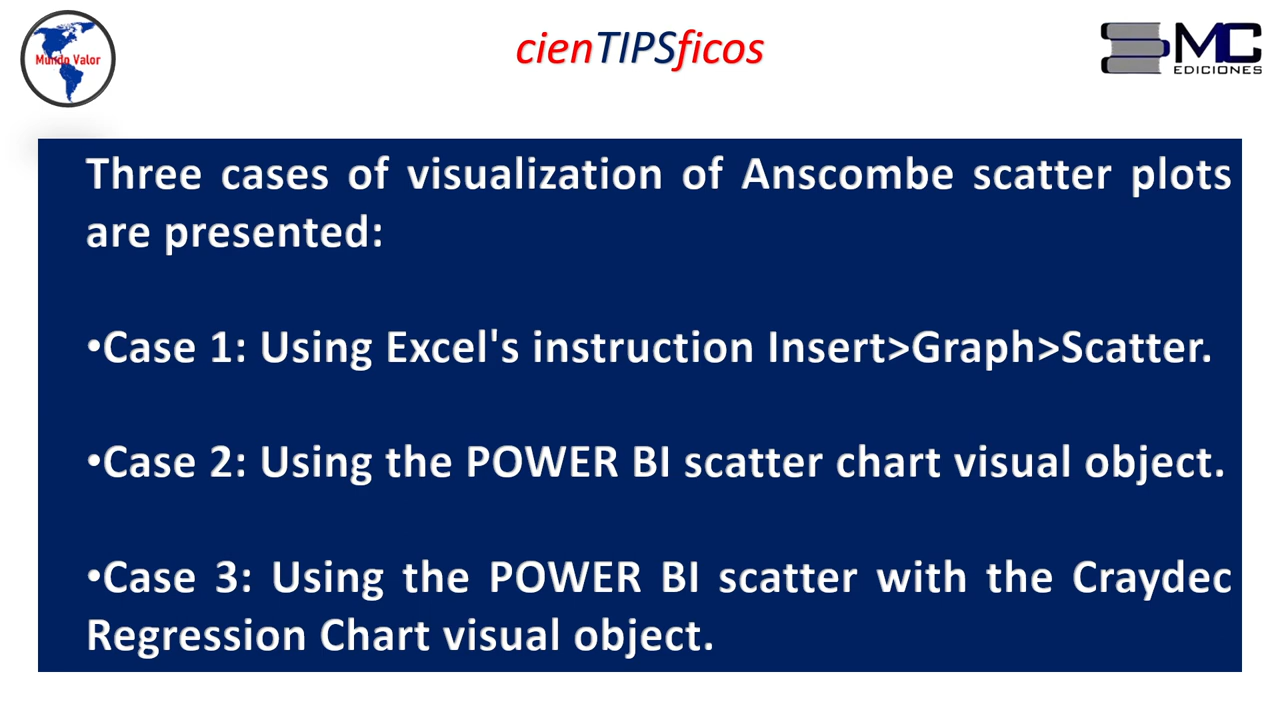 Mundo Valor
cienTIPSficos
MC
EDICIONES
Three cases of visualization of Anscombe scatter plots
are presented:
•Case 1: Using Excel's instruction Insert>Graph>Scatter.
•Case 2: Using the POWER BI scatter chart visual object.
•Case 3: Using the POWER BI scatter with the Craydec
Regression Chart visual object.